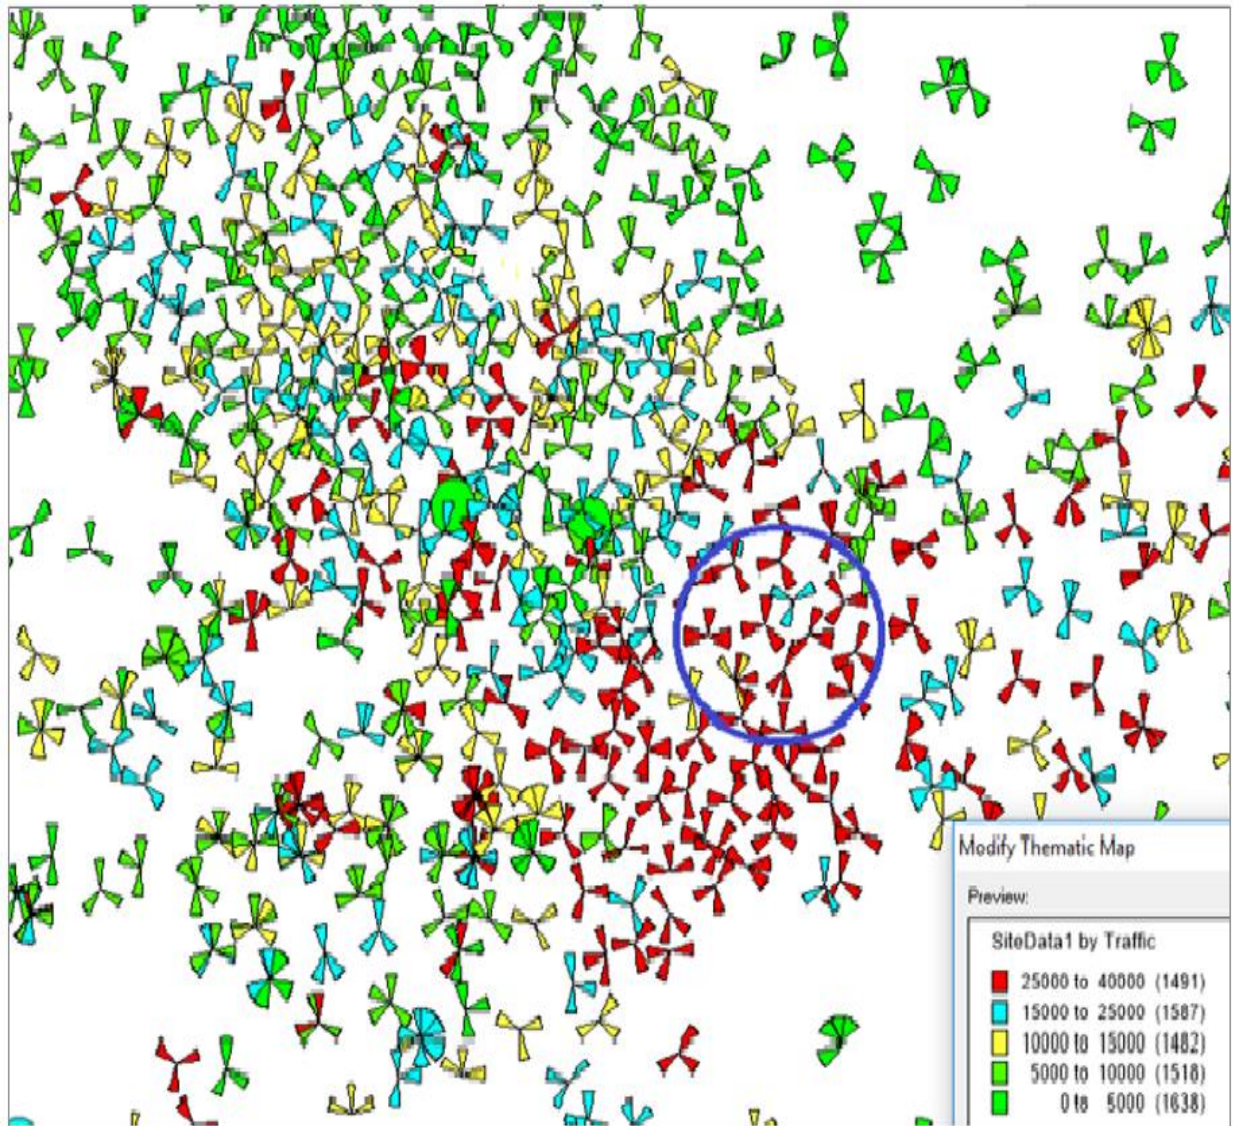 Modify Thematic Map
Preview:
SiteData1 by Traffic
25000 to 40000 (1491)
15000 to 25000 (1587)
10000 to 15000 (1482)
5000 to 10000 (1518)
0 to 5000 (1638)